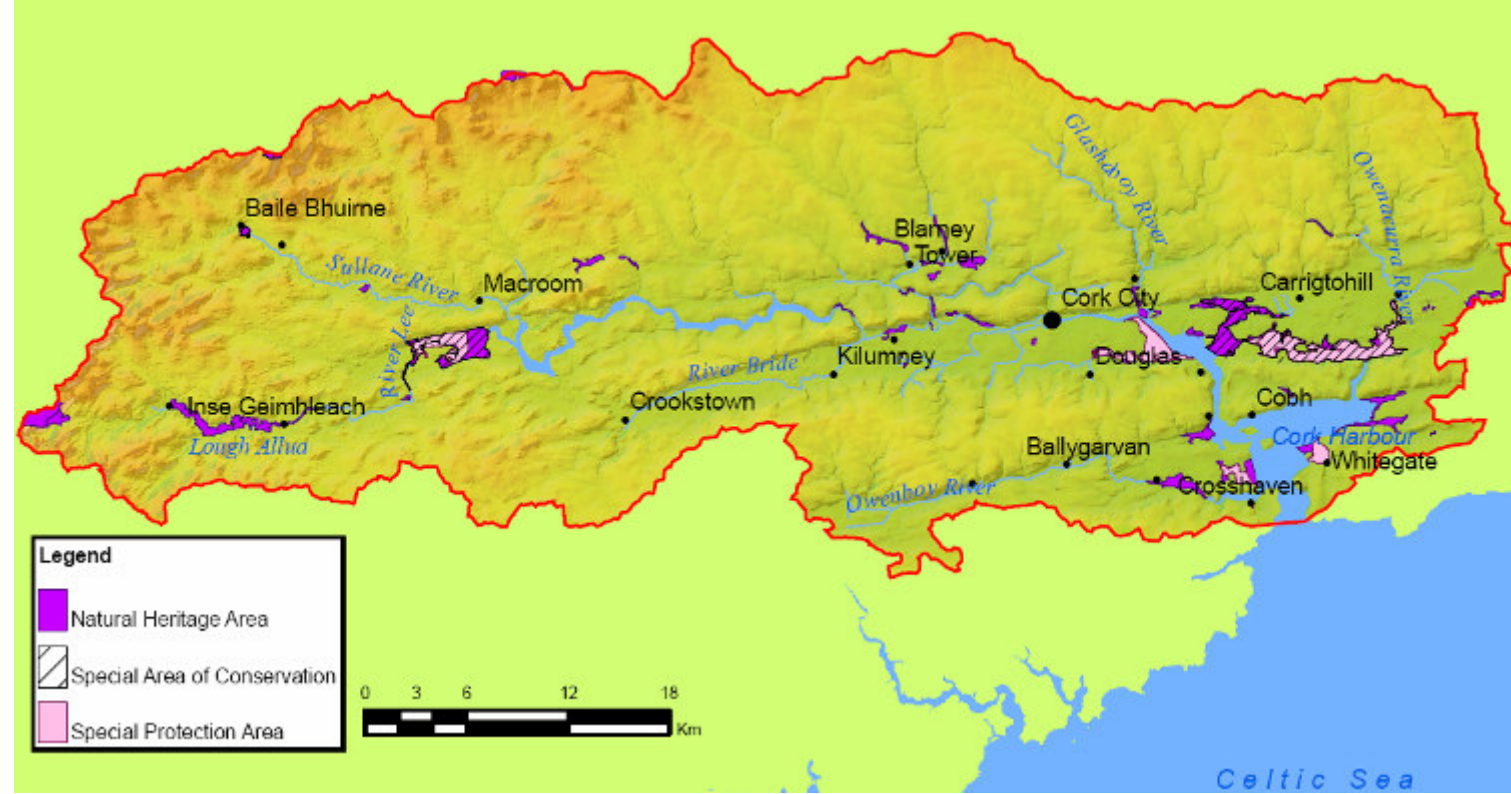 Glashaboy River
Owenacurra River
Baile Bhuirne
Blarney
Tower
Sullane River
Macroom
Carrigtohill
Cork City
River Lee
Kilumney
Douglas
River Bride
Inse Geimhleach
Crookstown
Cobh
Lough Allua
Cork Harbour
Ballygarvan
Whitegate
Owenboy River
Crosshaven
Legend
Natural Heritage Area
Special Area of Conservation
Special Protection Area
0 3 6 12 18
Km
Celtic Sea